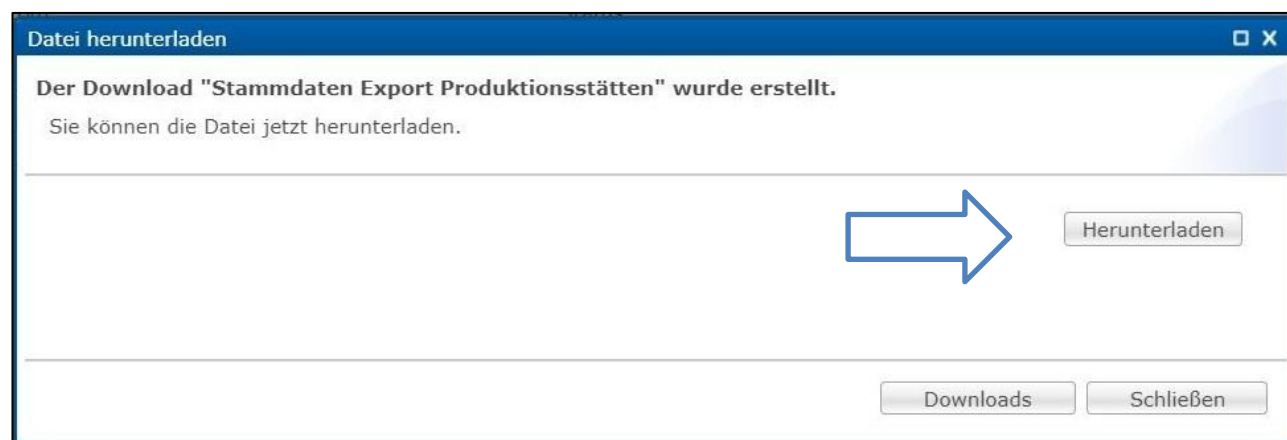 Datei herunterladen
Der Download "Stammdaten Export Produktionsstätten" wurde erstellt.
Sie können die Datei jetzt herunterladen.
Herunterladen
Downloads Schließen